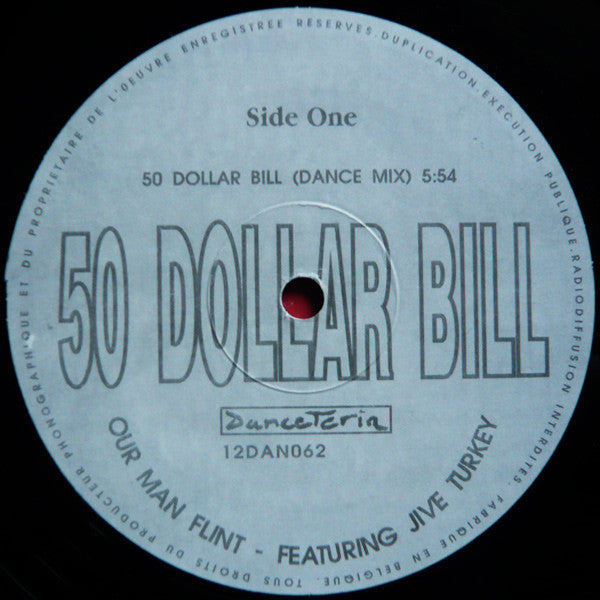 Side One
50 DOLLAR BILL (DANCE MIX) 5:54
50 DOLLAR BILL
Danceteria
12DAN062
OUR MAN FLINT - FEATURING JIVE TURKEY
TOUS DROITS DU PRODUCTEUR PHONOGRAPHIQUE ET DU PROPRIETAIRE DE L'OEUVRE ENREGISTREE RESERVES.DUPLICATION.EXECUTION PUBLIQUE.RADIODIFFUSION INTERDITES. FABRIQUE EN BELGIQUE.